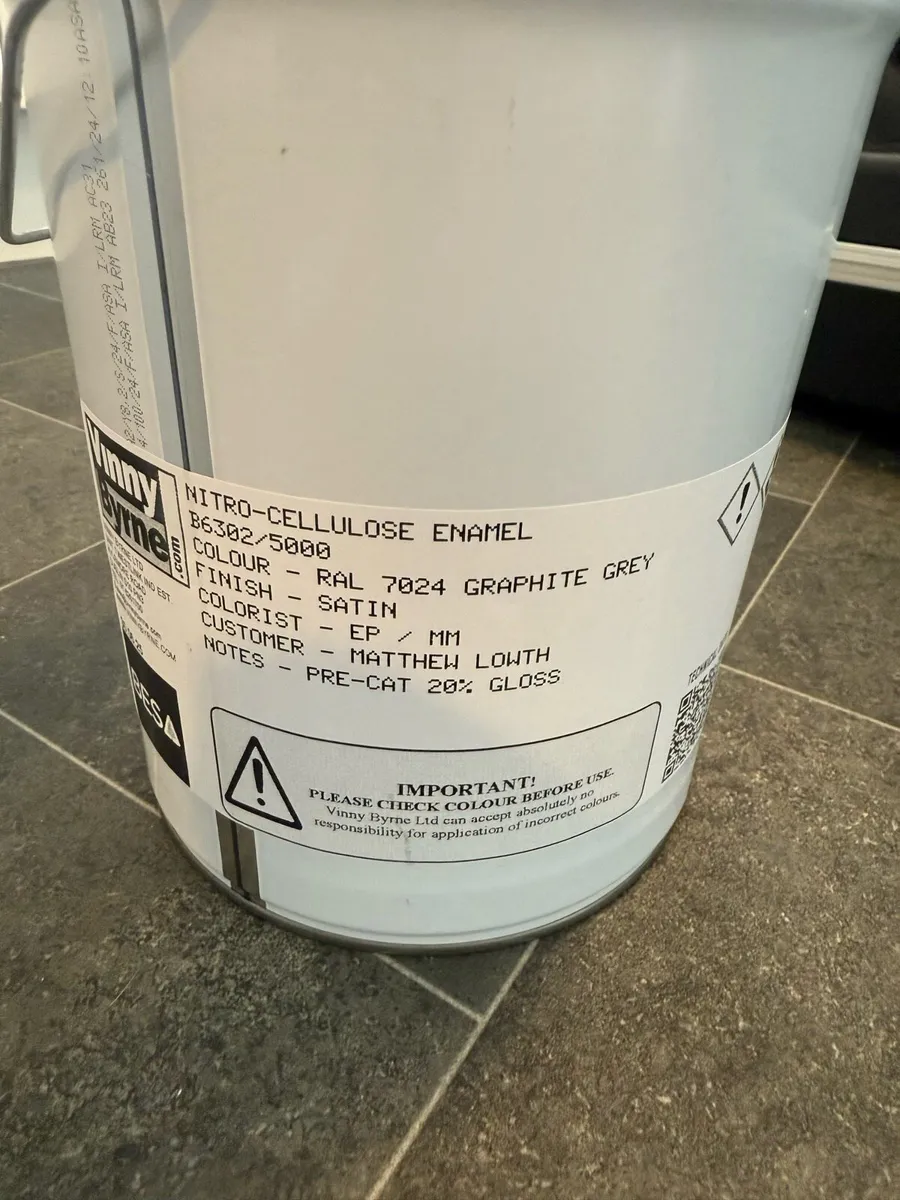 Vinny
Byrne
.com
NITRO-CELLULOSE ENAMEL
B6302/5000
COLOUR - RAL 7024 GRAPHITE GREY
FINISH - SATIN
COLORIST - EP / MM
CUSTOMER - MATTHEW LOWTH
NOTES - PRE-CAT 20% GLOSS
BESA
TECHNICAL
IMPORTANT!
PLEASE CHECK COLOUR BEFORE USE.
Vinny Byrne Ltd can accept absolutely no
responsibility for application of incorrect colours.